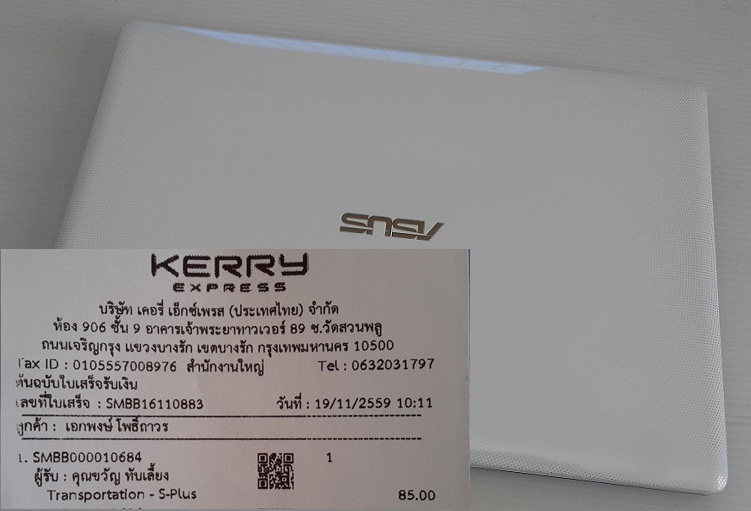 ASUS
KERRY
EXPRESS
บริษัท เคอรี่ เอ็กซ์เพรส (ประเทศไทย) จำกัด
ห้อง 906 ชั้น 9 อาคารเจ้าพระยาทาวเวอร์ 89 ซ.วัดสวนพลู
ถนนเจริญกรุง แขวงบางรัก เขตบางรัก กรุงเทพมหานคร 10500
Tax ID : 0105557008976 สำนักงานใหญ่ Tel : 0632031797
ต้นฉบับใบเสร็จรับเงิน
เลขที่ใบเสร็จ : SMBB16110883 วันที่ : 19/11/2559 10:11
ลูกค้า : เอกพงษ์ โพธิ์ถาวร
1. SMBB000010684 1
ผู้รับ : คุณขวัญ ทับเลี้ยง
Transportation - S-Plus 85.00